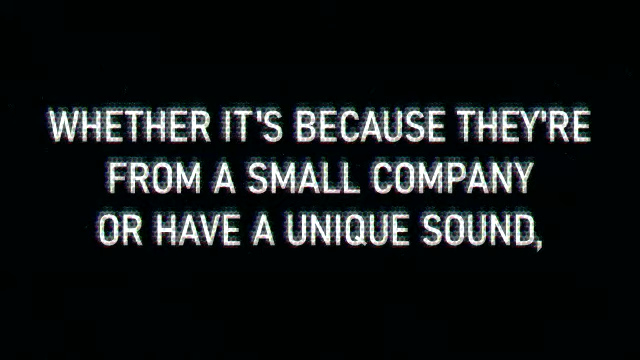 WHETHER IT'S BECAUSE THEY'RE
FROM A SMALL COMPANY
OR HAVE A UNIQUE SOUND,